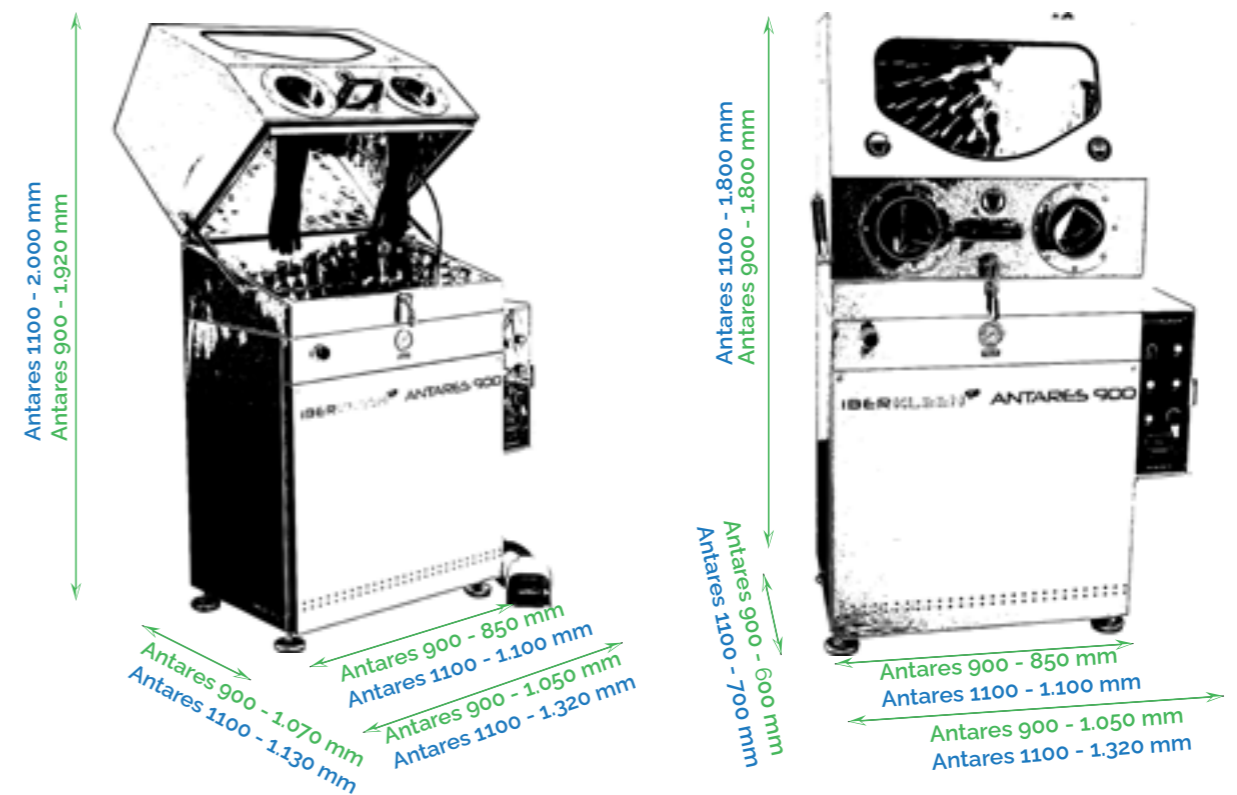 Antares 1100 - 2.000 mm
Antares 900 - 1.920 mm
IBERKLEEN ANTARES 900
Antares 900 - 1.070 mm
Antares 1100 - 1.130 mm
Antares 900 - 850 mm
Antares 1100 - 1.100 mm
Antares 900 - 1.050 mm
Antares 1100 - 1.320 mm
Antares 1100 - 1.800 mm
Antares 900 - 1.800 mm
IBERKLEEN ANTARES 900
Antares 900 - 600 mm
Antares 1100 - 700 mm
Antares 900 - 850 mm
Antares 1100 - 1.100 mm
Antares 900 - 1.050 mm
Antares 1100 - 1.320 mm